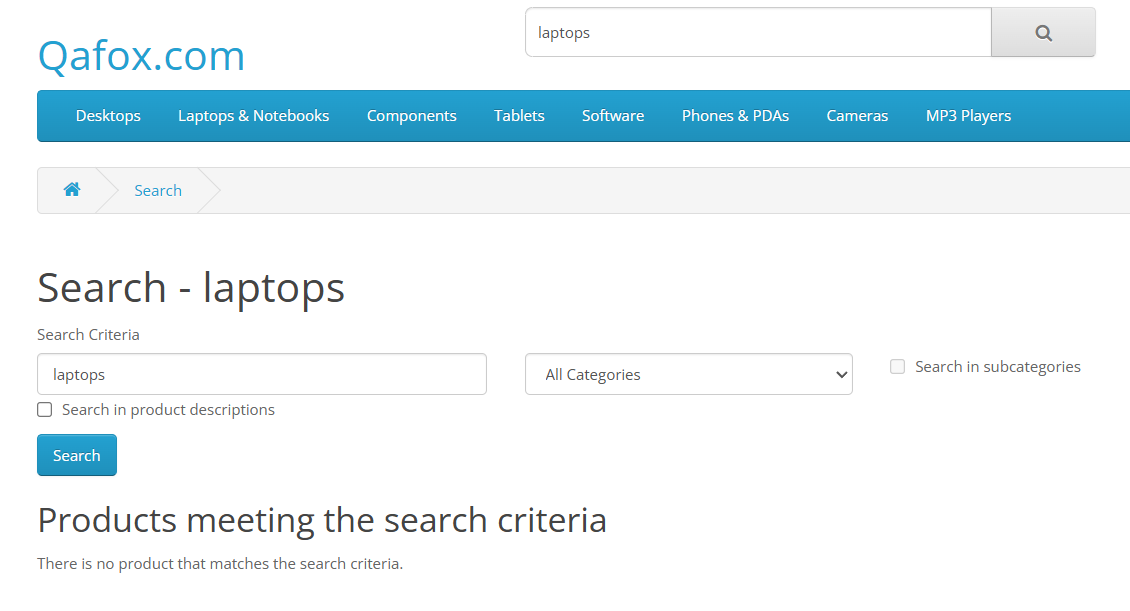 laptops
Qafox.com
Desktops Laptops & Notebooks Components Tablets Software Phones & PDAs Cameras MP3 Players
Search
Search - laptops
Search Criteria
laptops All Categories Search in subcategories
Search in product descriptions
Search
Products meeting the search criteria
There is no product that matches the search criteria.